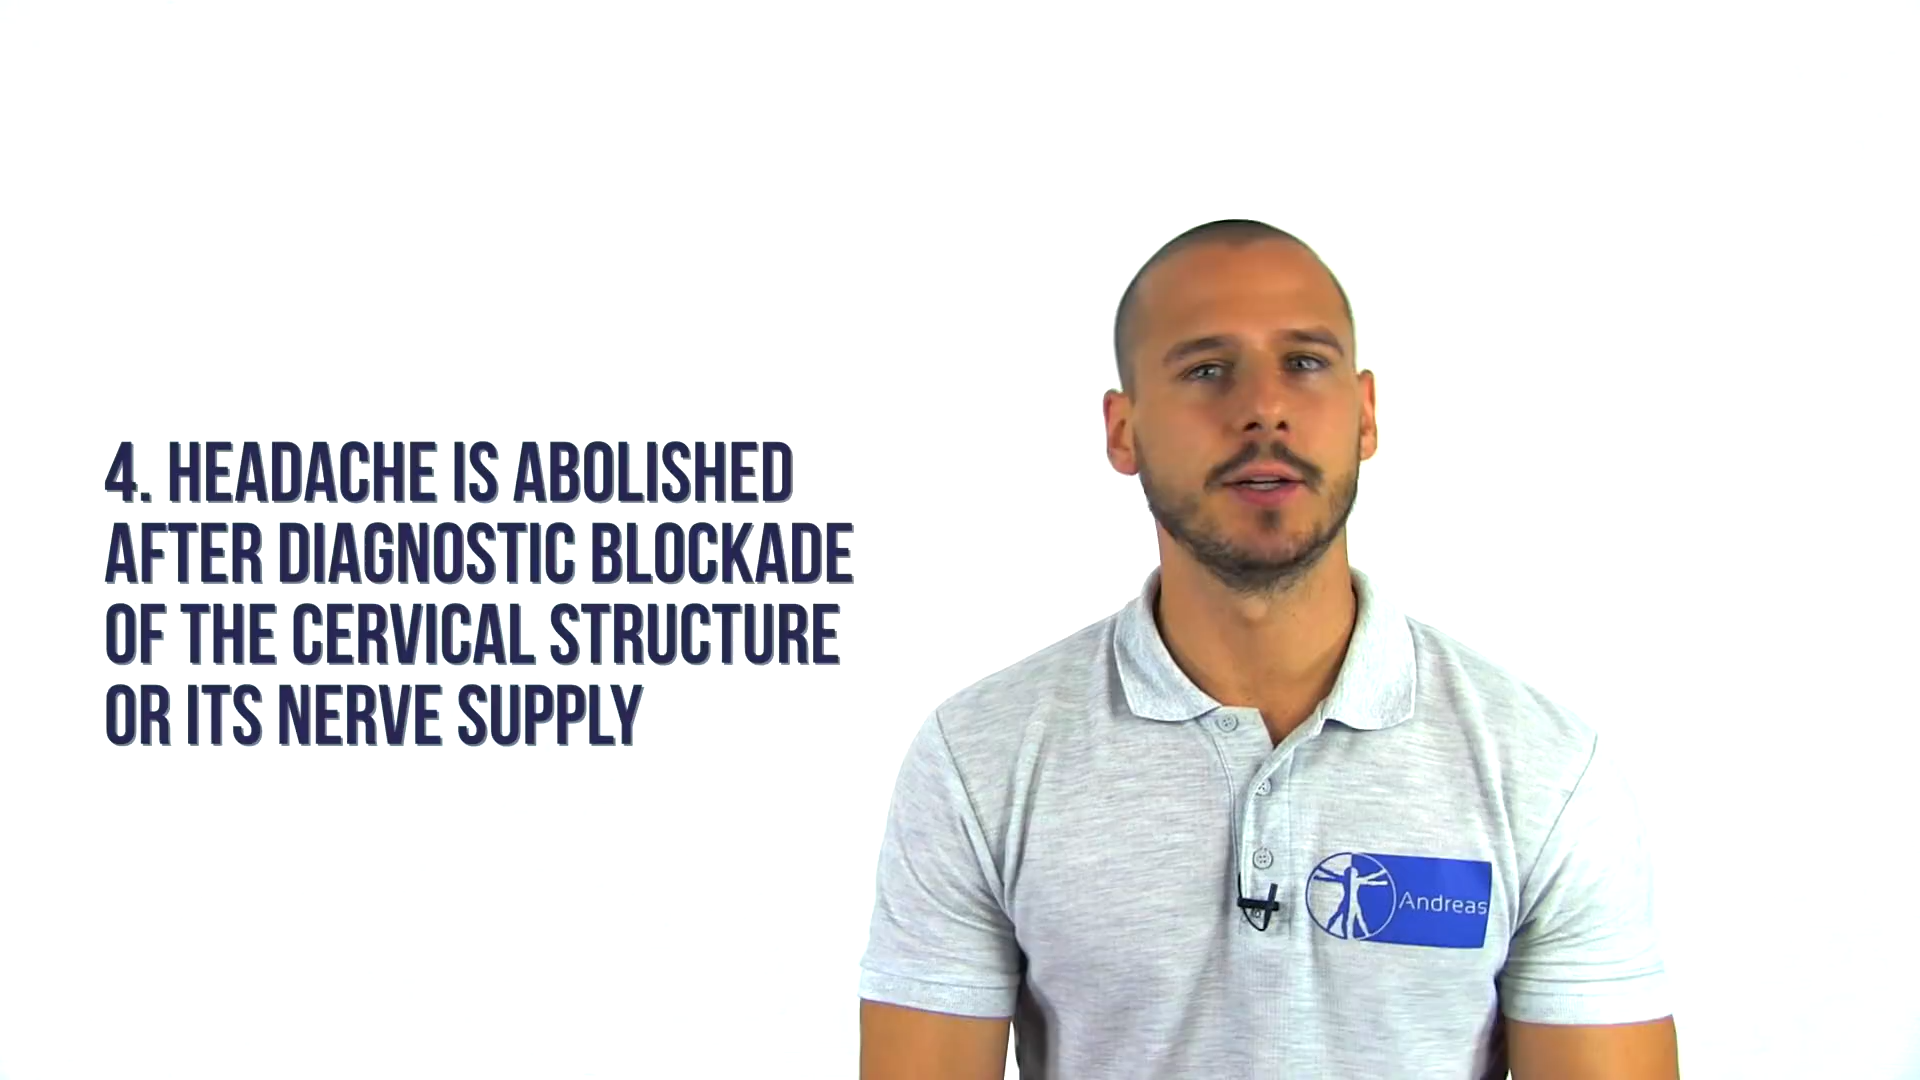 4. HEADACHE IS ABOLISHED
AFTER DIAGNOSTIC BLOCKADE
OF THE CERVICAL STRUCTURE
OR ITS NERVE SUPPLY
Andreas